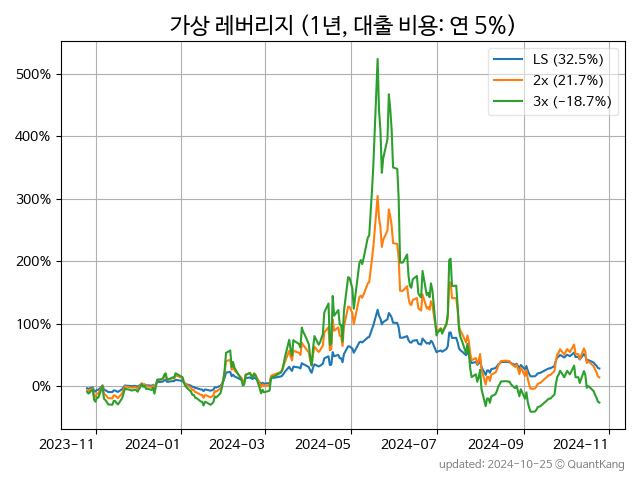 가상 레버리지 (1년, 대출 비용: 연 5%)
LS (32.5%)
2x (21.7%)
3x (−18.7%)
500%
400%
300%
200%
100%
0%
2023-11 2024-01 2024-03 2024-05 2024-07 2024-09 2024-11
updated: 2024-10-25 © QuantKang